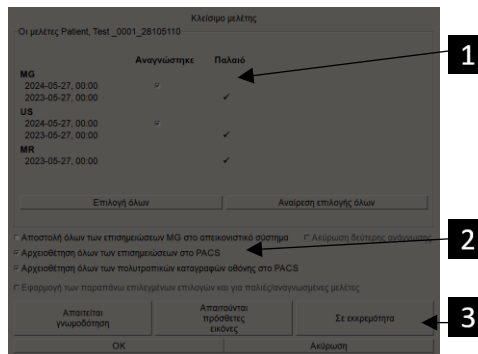 Κλείσιμο μελέτης
Οι μελέτες Patient, Test _0001_28105110
Αναγνώστηκε Παλαιό
MG
2024-05-27, 00:00
2023-05-27, 00:00 ✓
US
2024-05-27, 00:00
2023-05-27, 00:00 ✓
MR
2023-05-27, 00:00 ✓
1
Επιλογή όλων Αναίρεση επιλογής όλων
Αποστολή όλων των επισημειώσεων MG στο απεικονιστικό σύστημα Ακύρωση δεύτερης ανάγνωσης
Αρχειοθέτηση όλων των επισημειώσεων στο PACS
2
Αρχειοθέτηση όλων των πολυτροπικών καταγραφών οθόνης στο PACS
Εφαρμογή των παραπάνω επιλεγμένων επιλογών και για παλιές/αναγνωσμένες μελέτες
Απαιτείται γνωμοδότηση
Απαιτούνται πρόσθετες εικόνες
Σε εκκρεμότητα
3
OK Ακύρωση